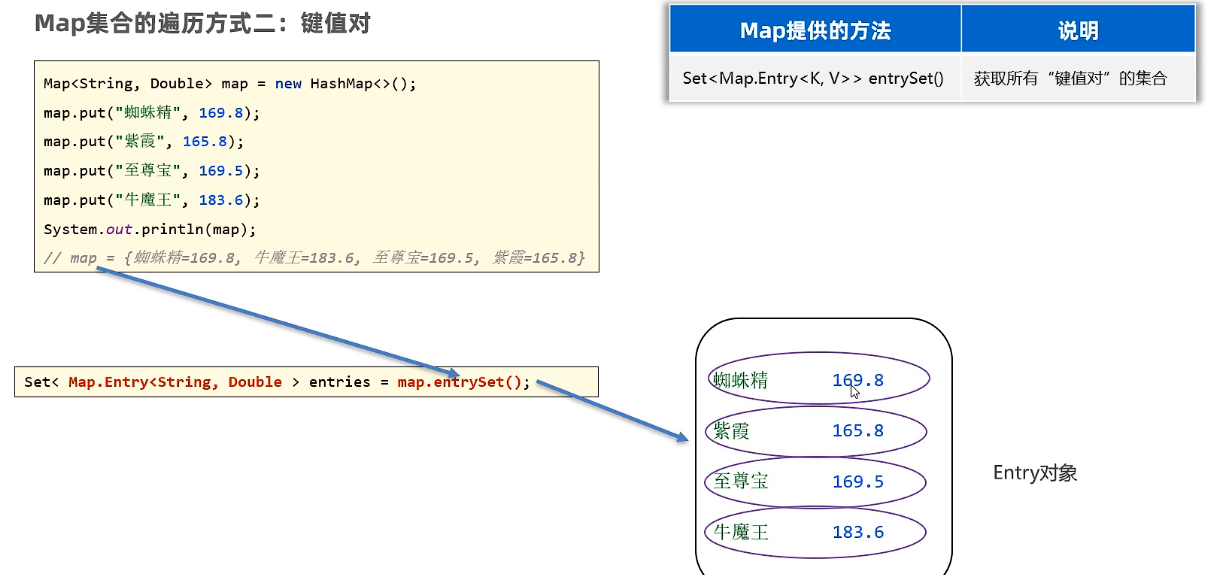 Map集合的遍历方式二：键值对
Map提供的方法 说明
Set<Map.Entry<K, V>> entrySet() 获取所有“键值对”的集合
Map<String, Double> map = new HashMap<>();
map.put("蜘蛛精", 169.8);
map.put("紫霞", 165.8);
map.put("至尊宝", 169.5);
map.put("牛魔王", 183.6);
System.out.println(map);
// map = {蜘蛛精=169.8, 牛魔王=183.6, 至尊宝=169.5, 紫霞=165.8}
Set< Map.Entry<String, Double > entries = map.entrySet();
蜘蛛精 169.8
紫霞 165.8
至尊宝 169.5
牛魔王 183.6
Entry对象